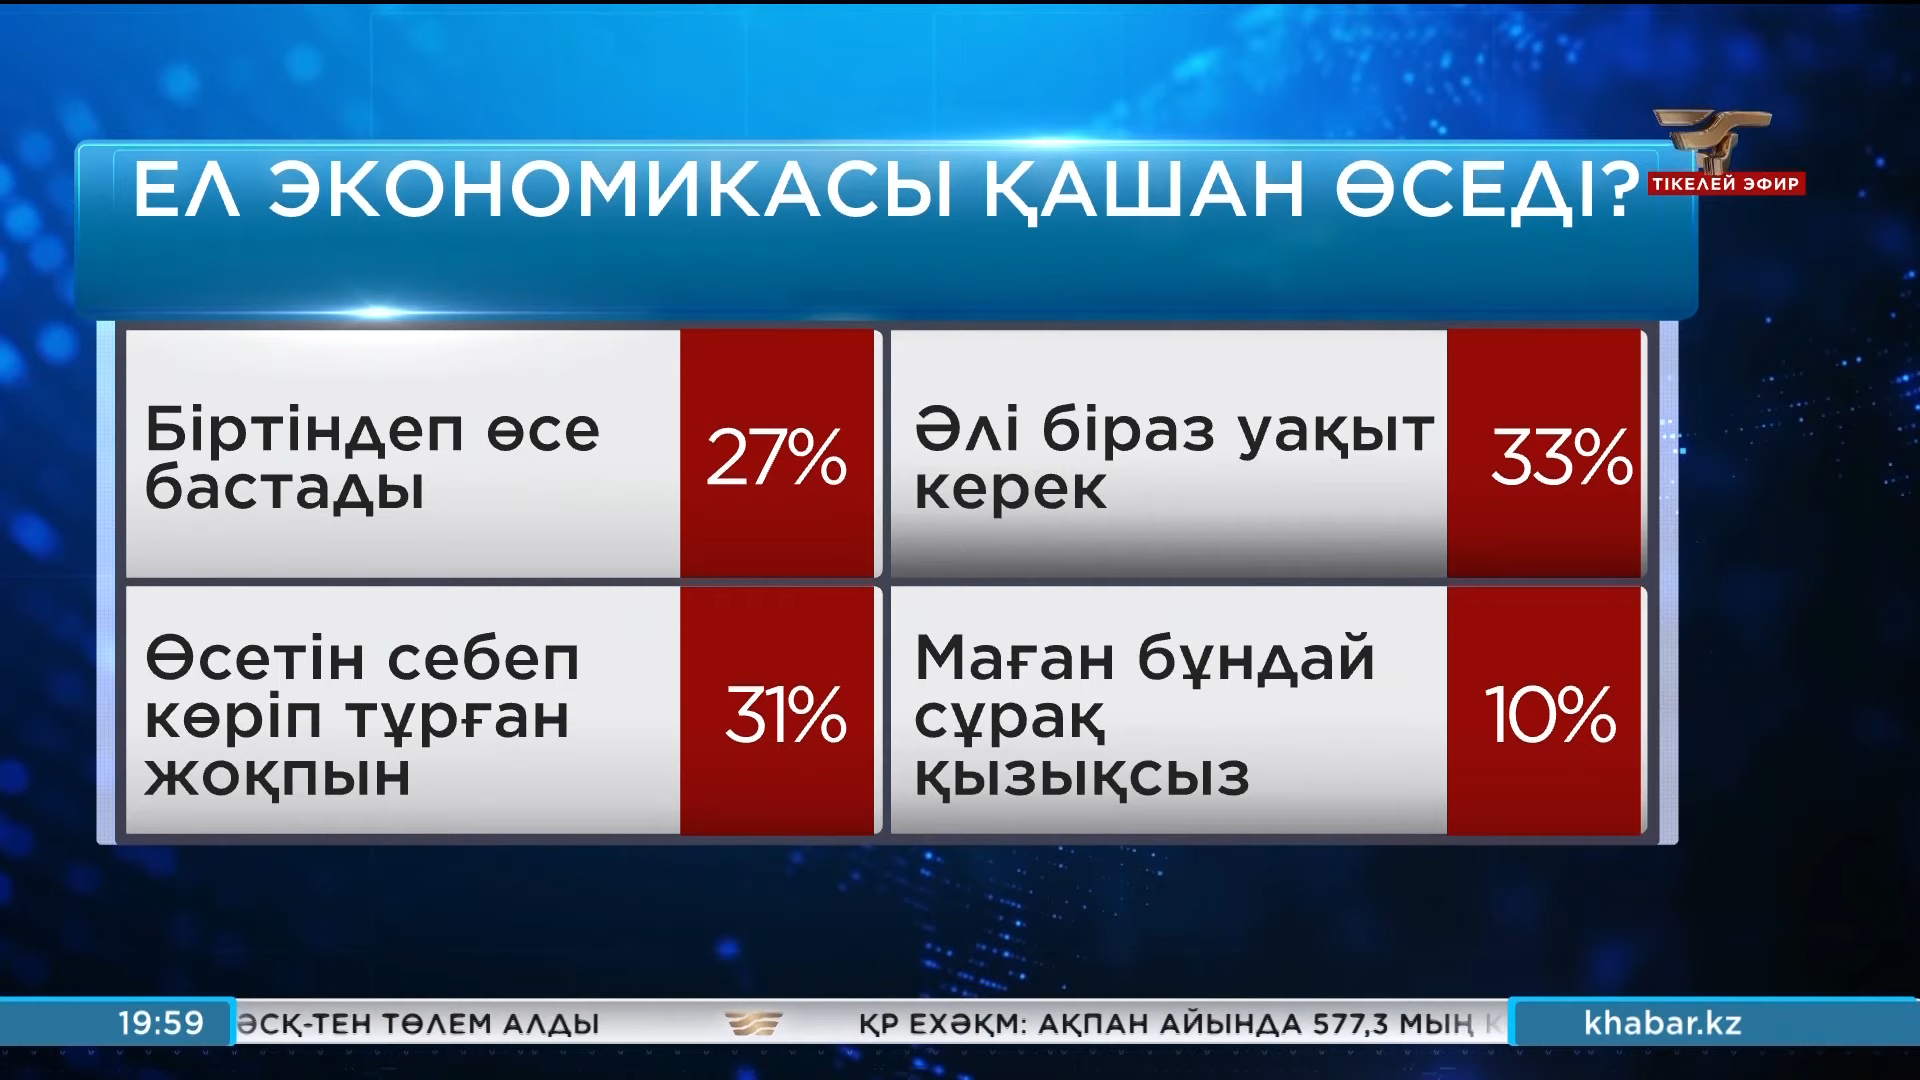 ЕЛ ЭКОНОМИКАСЫ ҚАШАН ӨСЕДІ?
ТІКЕЛЕЙ ЭФИР
Біртіндеп өсе
бастады
27%
Әлі біраз уақыт
керек
33%
Өсетін себеп
көріп тұрған
жоқпын
31%
Маған бұндай
сұрақ
қызықсыз
10%
19:59
ӘСҚ-ТЕН ТӨЛЕМ АЛДЫ
ҚР ЕХӘҚМ: АҚПАН АЙЫНДА 577,3 МЫҢ
khabar.kz